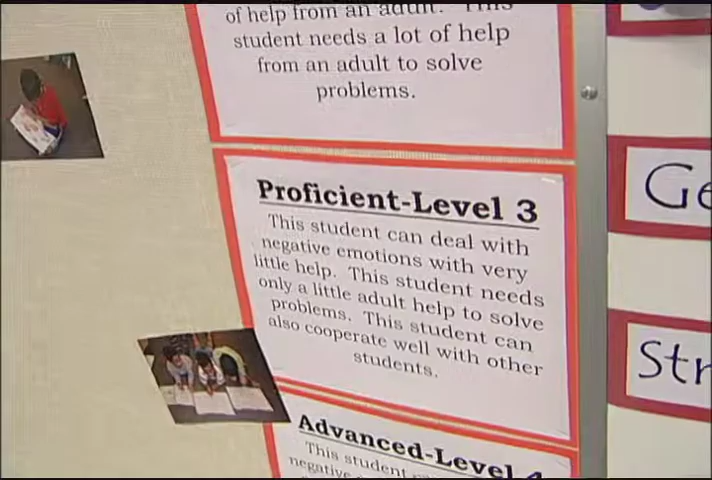 of help from an adult. This
student needs a lot of help
from an adult to solve
problems.
Proficient-Level 3
This student can deal with
negative emotions with very
little help. This student needs
only a little adult help to solve
problems. This student can
also cooperate well with other
students.
Advanced-Level 4
This student can
negative
Ge
Str